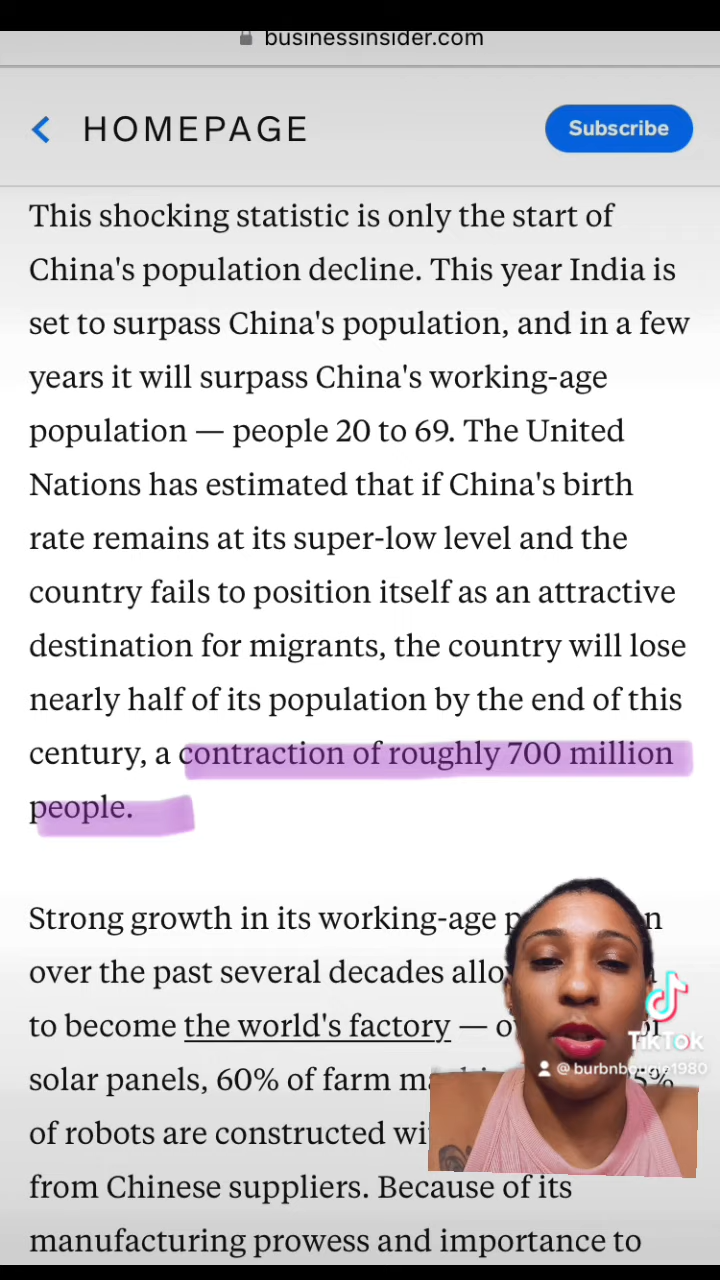 businessinsider.com
HOMEPAGE
Subscribe
This shocking statistic is only the start of
China's population decline. This year India is
set to surpass China's population, and in a few
years it will surpass China's working-age
population — people 20 to 69. The United
Nations has estimated that if China's birth
rate remains at its super-low level and the
country fails to position itself as an attractive
destination for migrants, the country will lose
nearly half of its population by the end of this
century, a contraction of roughly 700 million
people.
Strong growth in its working-age
over the past several decades
to become the world's factory —
solar panels, 60% of farm
of robots are constructed
from Chinese suppliers. Because of its
manufacturing prowess and importance to
TikTok
@burbnbougie1980